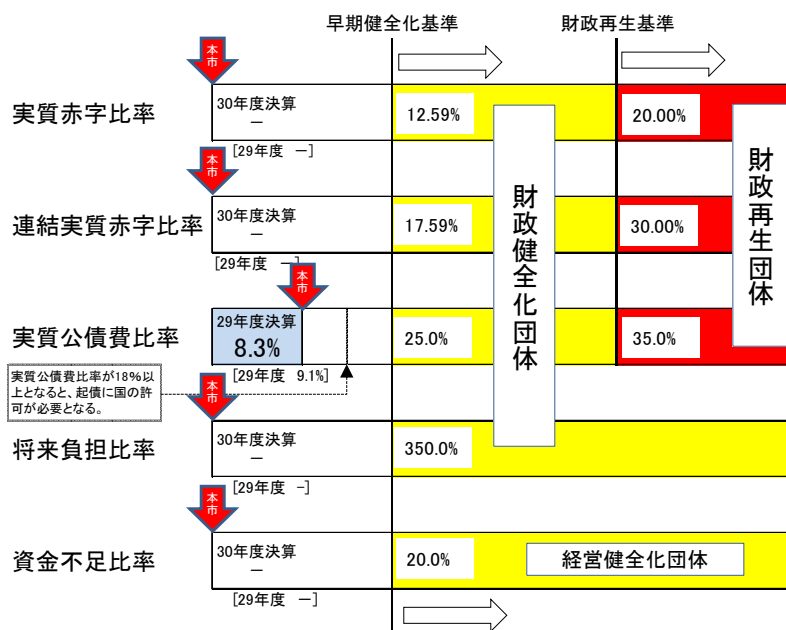 早期健全化基準
財政再生基準
本市
実質赤字比率
30年度決算
―
12.59%
20.00%
[29年度 ―]
本市
連結実質赤字比率
30年度決算
―
17.59%
30.00%
[29年度 ―]
本市
実質公債費比率
29年度決算
8.3%
25.0%
35.0%
[29年度 9.1%]
実質公債費比率が18%以
上となると、起債に国の許
可が必要となる。
本市
将来負担比率
30年度決算
―
350.0%
[29年度 -]
本市
資金不足比率
30年度決算
―
20.0%
経営健全化団体
[29年度 ―]
財政健全化団体
財政再生団体